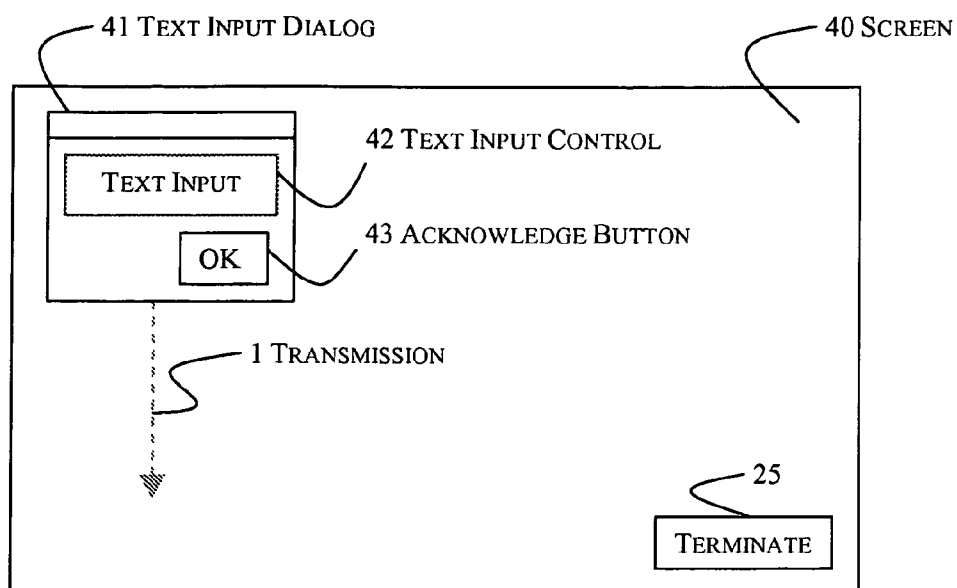 41 TEXT INPUT DIALOG
40 SCREEN
42 TEXT INPUT CONTROL
TEXT INPUT
43 ACKNOWLEDGE BUTTON
OK
1 TRANSMISSION
25
TERMINATE